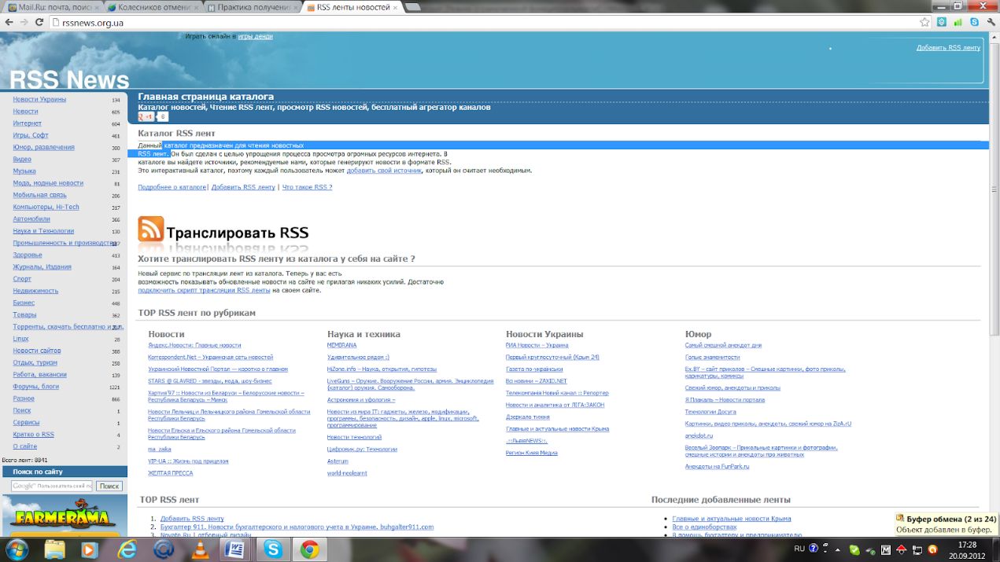 Mail.Ru: почта, поис
Колесников отмени
Практика получени
RSS ленты новостей
rssnews.org.ua
Играть онлайн в игры денди
Добавить RSS ленту
RSS News
Главная страница каталога
Каталог новостей, Чтение RSS лент, просмотр RSS новостей, бесплатный агрегатор каналов
+1 6
Новости Украины 134
Новости 605
Интернет 604
Игры, Софт 461
Юмор, развлечения 300
Видео 307
Музыка 231
Мода, модные новости 81
Мобильная связь 206
Компьютеры, Hi-Tech 317
Автомобили 366
Наука и Технологии 130
Промышленность и производство
Здоровье 413
Журналы, Издания 164
Спорт 204
Недвижимость 215
Бизнес 448
Товары 362
Торренты, скачать бесплатно и
Linux 28
Новости сайтов 388
Отдых, туризм 258
Работа, вакансии 139
Форумы, блоги 1221
Разное 866
Поиск 1
Сервисы 1
Кратко о RSS 4
О сайте 2
Всего лент: 8841
Поиск по сайту
Google™ Пользовательский по
Поиск
FARMERAMA
Каталог RSS лент
Данный каталог предназначен для чтения новостных
RSS лент. Он был сделан с целью упрощения процесса просмотра огромных ресурсов интернета. В
каталоге вы найдете источники, рекомендуемые нами, которые генерируют новости в формате RSS.
Это интерактивный каталог, поэтому каждый пользователь может добавить свой источник, который он считает необходимым.
Подробнее о каталоге| Добавить RSS ленту | Что такое RSS ?
Транслировать RSS
Хотите транслировать RSS ленту из каталога у себя на сайте ?
Новый сервис по трансляции лент из каталога. Теперь у вас есть
возможность показывать обновленные новости на сайте не прилагая никаких усилий. Достаточно
подключить скрипт трансляции RSS ленты на своем сайте.
TOP RSS лент по рубрикам
Новости
Яндекс.Новости: Главные новости
Korrespondent.Net – Украинская сеть новостей
Украинский Новостной Портал — коротко о главном
STARS @ GLAVRED - звезды, мода, шоу-бизнес
Хартия'97 :: Новости из Беларуси – Белорусские новости –
Республика Беларусь – Минск
Новости Лельчиц и Лельчицкого района Гомельской области
Республики Беларусь
Новости Ельска и Ельского района Гомельской области
Республики Беларусь
ma_zaika
VIP-UA :: Жизнь под прицелом
ЖЕЛТАЯ ПРЕССА
Наука и техника
MEMBRANA
Удивительное рядом ;)
HiZone.info – Наука, открытия, гипотезы
LiveGuns – Оружие. Вооружение России, армия. Энциклопедия
(каталог) оружия. Самооборона.
Астрономия и уфология –
Новости из мира IT: гаджеты, железо, модификации,
программы, безопасность, дизайн, apple, linux, microsoft,
программирование
Новости технологий
Цифровик.ру: Технологии
Asterum
world-neolearnt
Новости Украины
РИА Новости – Украина
Первый круглосуточный (Крым 24)
Газета по-українськи
Всі новини – ZAXID.NET
Телекомпанія Новий канал :: Репортер
Новости и аналитика от ЛІГА:ЗАКОН
Дзеркало тижня
Главные и актуальные новости Крыма
.::ЛьвівNEWS::.
Регион Киев Медиа
Юмор
Самый смешной анекдот дня
Голые знаменитости
Ex.BY – сайт приколов – Смешные картинки, фото приколы,
карикатуры, комиксы
Свежий юмор, анекдоты и приколы
Я Плакалъ – Новости портала
Технологии Досуга
Картинки, видео приколы, анекдоты, свежий юмор на ZizA.rU
anekdot.ru
Веселый Зоопарк – Прикольные картинки и фотографии,
смешные истории и анекдоты про животных
Анекдоты на FunPark.ru
TOP RSS лент
1. Добавить RSS ленту
2. Бухгалтер 911. Новости бухгалтерского и налогового учета в Украине. buhgalter911.com
3. Novate.Ru | отборный дизайн
Последние добавленные ленты
Главные и актуальные новости Крыма
Все о единоборствах
В помощь бухгалтеру и предпринимателю
Буфер обмена (2 из 24)
Объект добавлен в буфер.
RU
17:28
20.09.2012